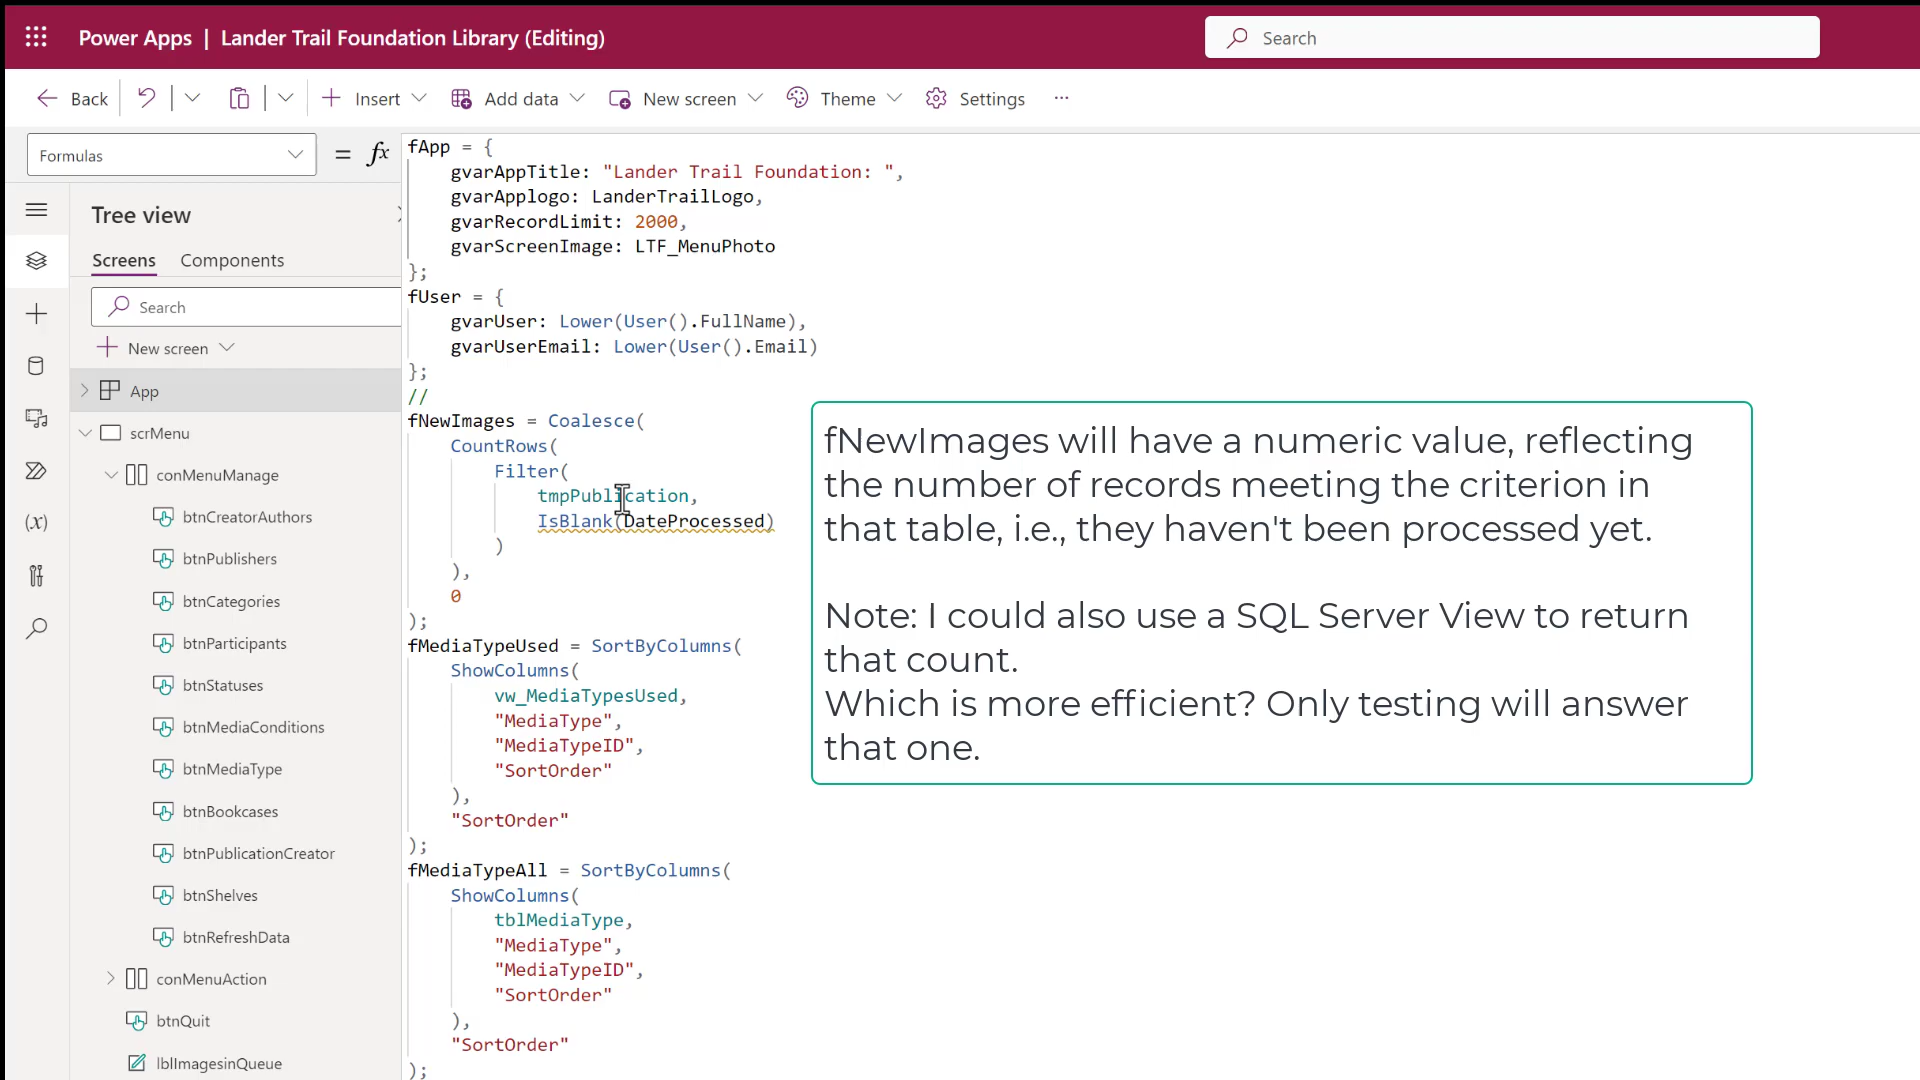 Power Apps | Lander Trail Foundation Library (Editing)
Search
Back
Insert
Add data
New screen
Theme
Settings
...
Formulas
= fx
Tree view
Screens Components
Search
New screen
App
scrMenu
conMenuManage
btnCreatorAuthors
btnPublishers
btnCategories
btnParticipants
btnStatuses
btnMediaConditions
btnMediaType
btnBookcases
btnPublicationCreator
btnShelves
btnRefreshData
conMenuAction
btnQuit
lblImagesinQueue
(x)
fApp = {
gvarAppTitle: "Lander Trail Foundation: ",
gvarApplogo: LanderTrailLogo,
gvarRecordLimit: 2000,
gvarScreenImage: LTF_MenuPhoto
};
fUser = {
gvarUser: Lower(User().FullName),
gvarUserEmail: Lower(User().Email)
};
//
fNewImages = Coalesce(
CountRows(
Filter(
tmpPublication,
IsBlank(DateProcessed)
)
),
0
);
fMediaTypeUsed = SortByColumns(
ShowColumns(
vw_MediaTypesUsed,
"MediaType",
"MediaTypeID",
"SortOrder"
),
"SortOrder"
);
fMediaTypeAll = SortByColumns(
ShowColumns(
tblMediaType,
"MediaType",
"MediaTypeID",
"SortOrder"
),
"SortOrder"
);
fNewImages will have a numeric value, reflecting
the number of records meeting the criterion in
that table, i.e., they haven't been processed yet.
Note: I could also use a SQL Server View to return
that count.
Which is more efficient? Only testing will answer
that one.